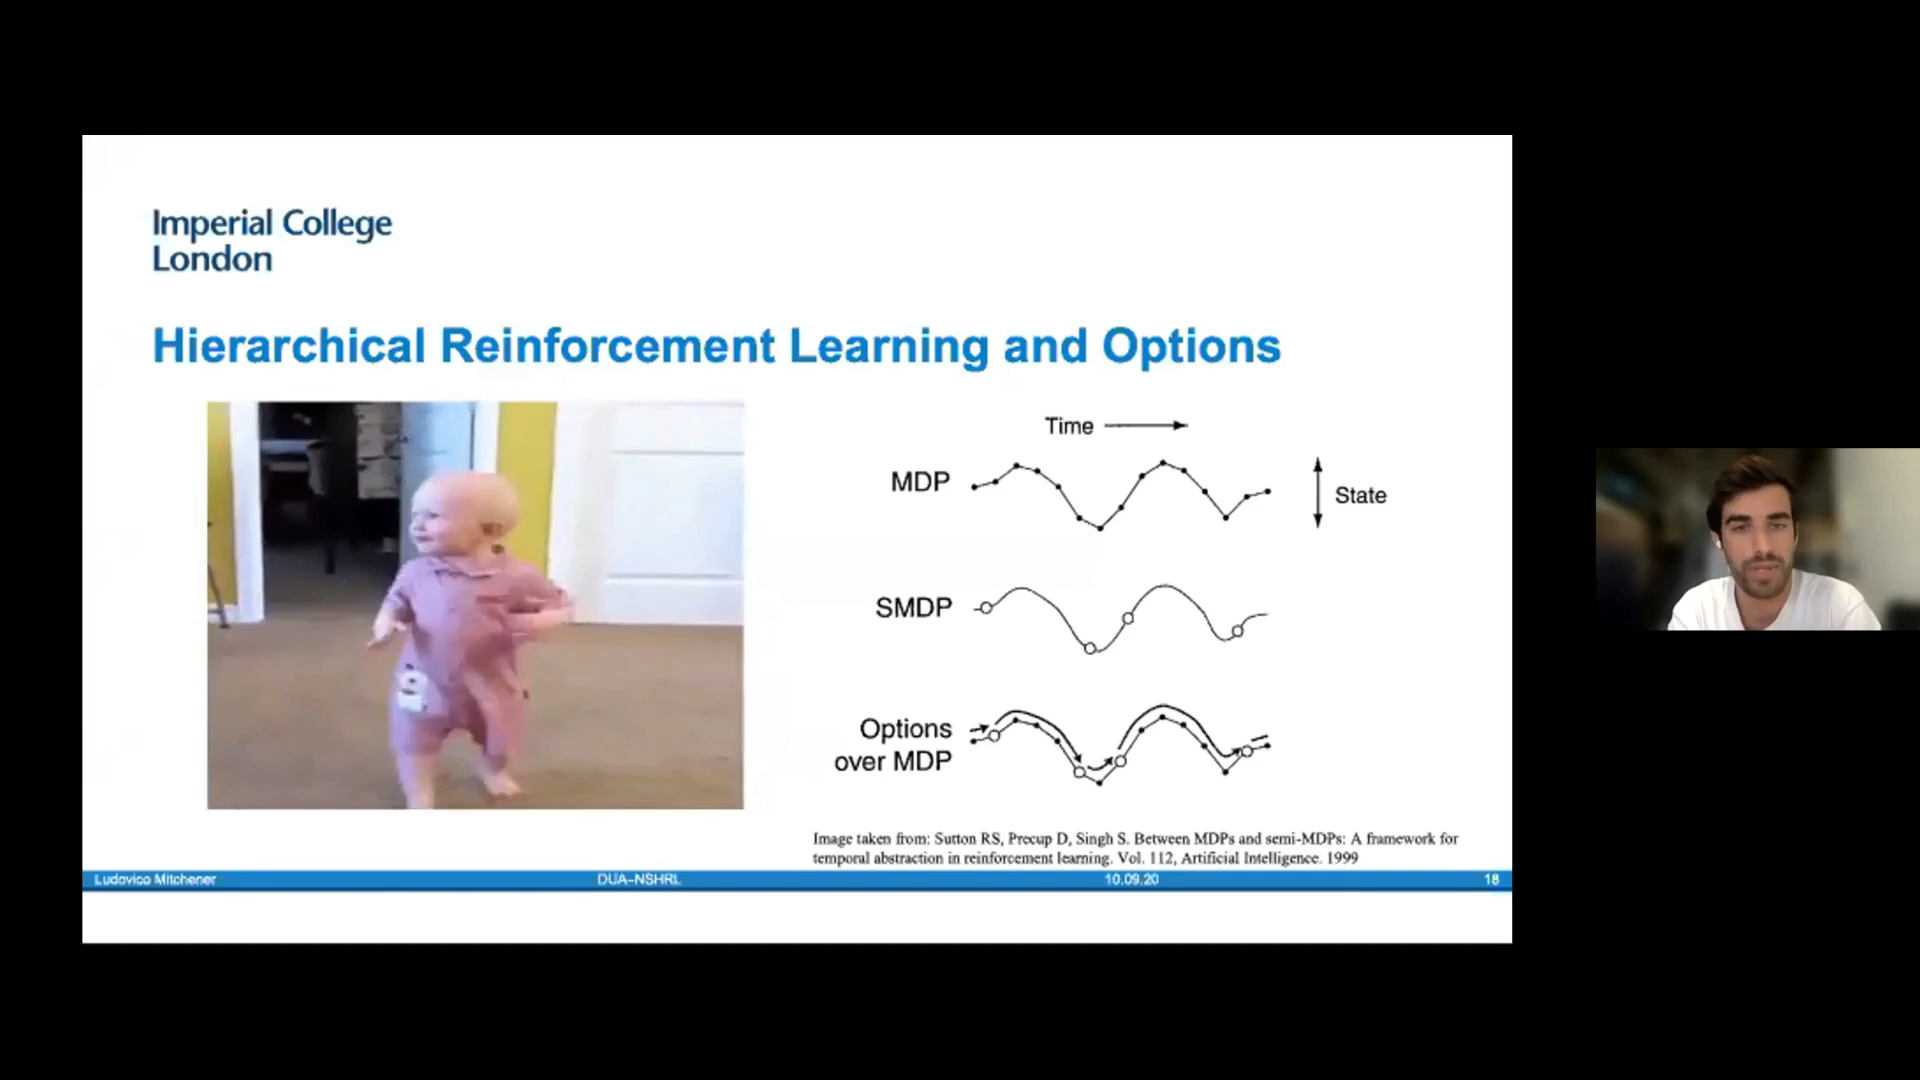 Imperial College
London
Hierarchical Reinforcement Learning and Options
Time
MDP
State
SMDP
Options
over MDP
Image taken from: Sutton RS, Precup D, Singh S. Between MDPs and semi-MDPs: A framework for
temporal abstraction in reinforcement learning. Vol. 112, Artificial Intelligence. 1999
Ludovico Mitchener DUA–NSHRL 10.09.20 18